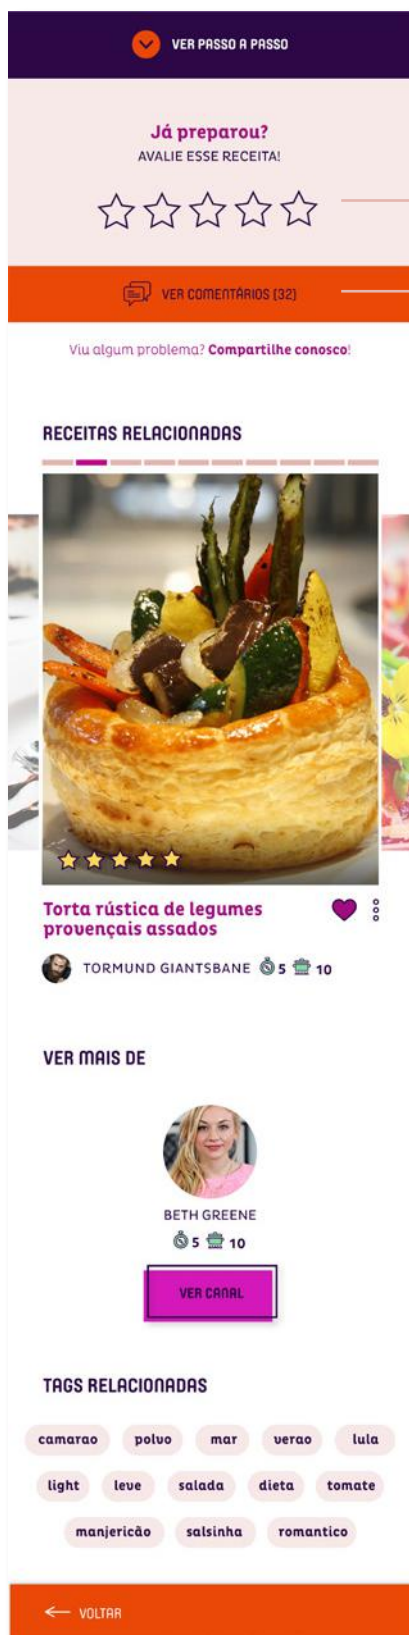 VER PASSO A PASSO
Já preparou?
AVALIE ESSE RECEITA!
VER COMENTÁRIOS (32)
Viu algum problema? Compartilhe conosco!
RECEITAS RELACIONADAS
Torta rústica de legumes
provençais assados
TORMUND GIANTSBANE 5 10
VER MAIS DE
BETH GREENE
5 10
VER CANAL
TAGS RELACIONADAS
camarao polvo mar verao lula
light leve salada dieta tomate
manjericão salsinha romantico
VOLTAR